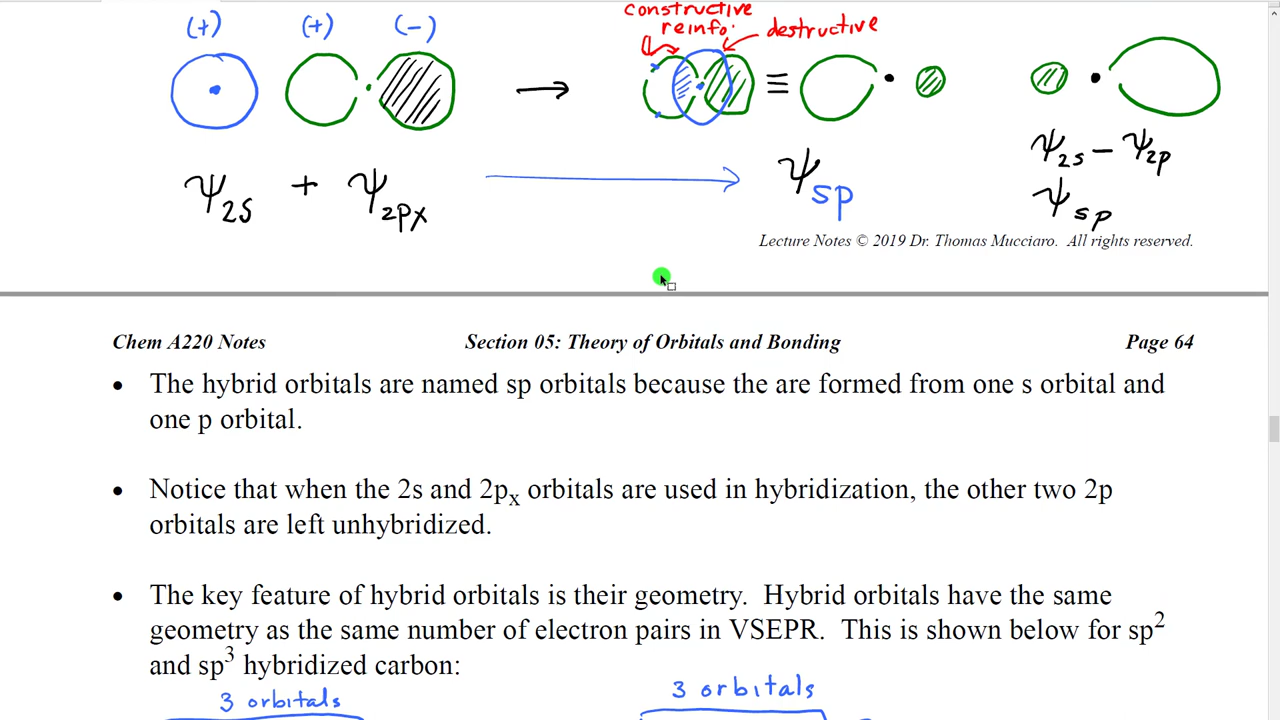 constructive
reinfo.
destructive
(+) (+) (-)
ψ2s + ψ2px → ψsp
ψ2s - ψ2p
ψsp
Lecture Notes © 2019 Dr. Thomas Mucciaro. All rights reserved.
Chem A220 Notes Section 05: Theory of Orbitals and Bonding Page 64
• The hybrid orbitals are named sp orbitals because the are formed from one s orbital and
one p orbital.
• Notice that when the 2s and 2px orbitals are used in hybridization, the other two 2p
orbitals are left unhybridized.
• The key feature of hybrid orbitals is their geometry. Hybrid orbitals have the same
geometry as the same number of electron pairs in VSEPR. This is shown below for sp2
and sp3 hybridized carbon:
3 orbitals 3 orbitals